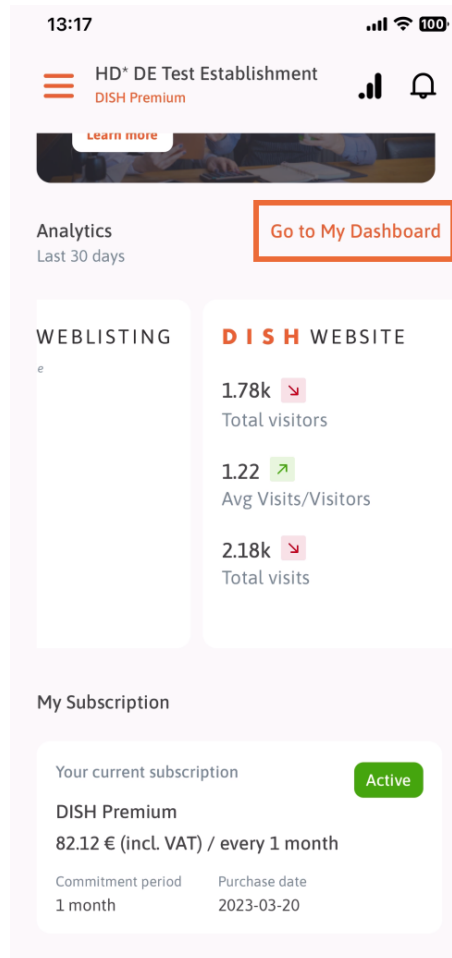 13:17
100
HD* DE Test Establishment
DISH Premium
Learn more
Analytics
Go to My Dashboard
Last 30 days
WEBLISTING
e
DISH WEBSITE
1.78k
Total visitors
1.22
Avg Visits/Visitors
2.18k
Total visits
My Subscription
Your current subscription
Active
DISH Premium
82.12 € (incl. VAT) / every 1 month
Commitment period
Purchase date
1 month
2023-03-20